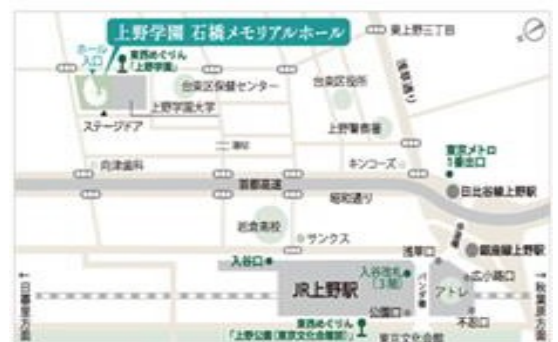 上野学園 石橋メモリアルホール
ホール
入口
東西めぐりん
「上野学園」
東上野三丁目
浅草通り
台東区保健センター
台東区役所
上野学園大学
上野警察署
ステージドア
向津歯科
キンコーズ
東京メトロ
1番出口
首都高速
昭和通り
日比谷線上野駅
岩倉高校
サンクス
浅草口
銀座線上野駅
入谷口
入谷改札
(3階)
JR上野駅
パンダ橋
アトレ
広小路口
公園口
不忍口
日暮里方面
秋葉原方面
東西めぐりん
「上野公園(東京文化会館前)」
東京文化会館